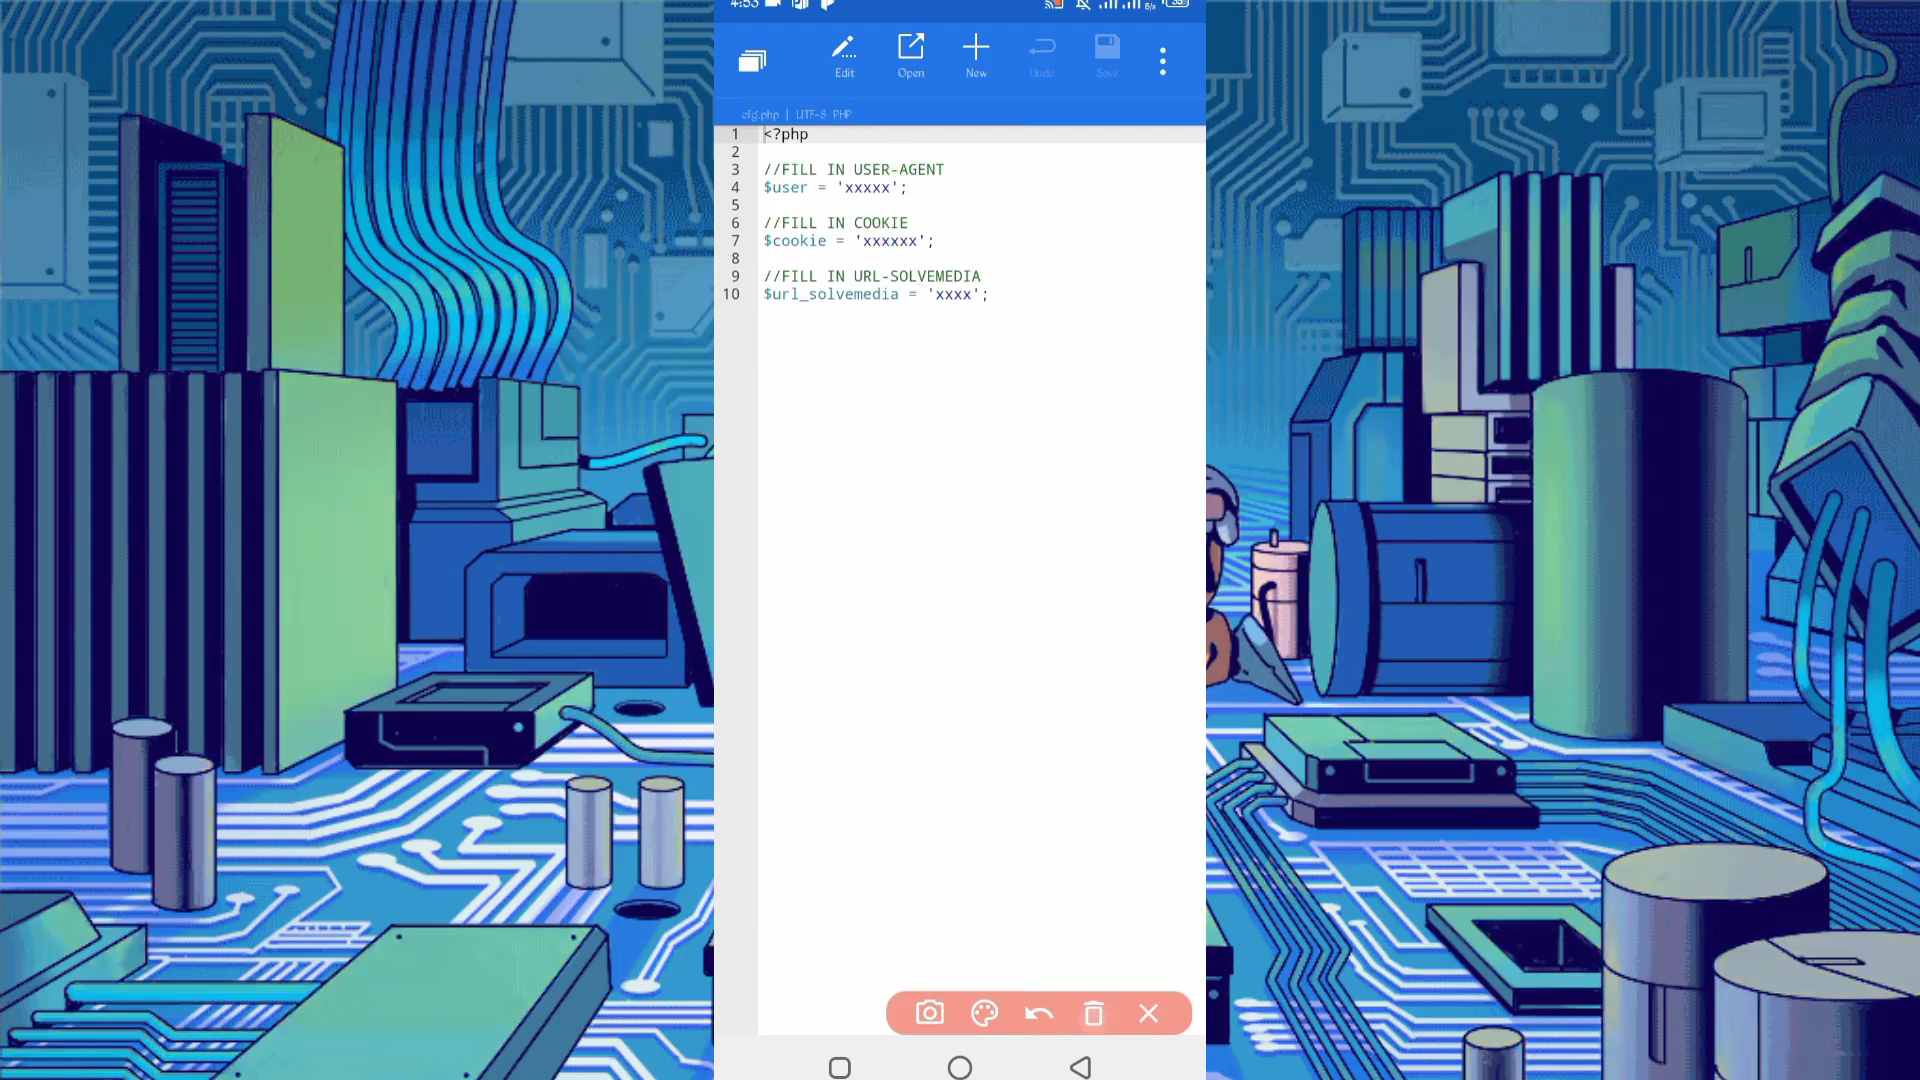 4:53
Edit
Open
New
Undo
Save
cfg.php | UTF-8 PHP
1 <?php
2
3 //FILL IN USER-AGENT
4 $user = 'xxxxx';
5
6 //FILL IN COOKIE
7 $cookie = 'xxxxxx';
8
9 //FILL IN URL-SOLVEMEDIA
10 $url_solvemedia = 'xxxx';